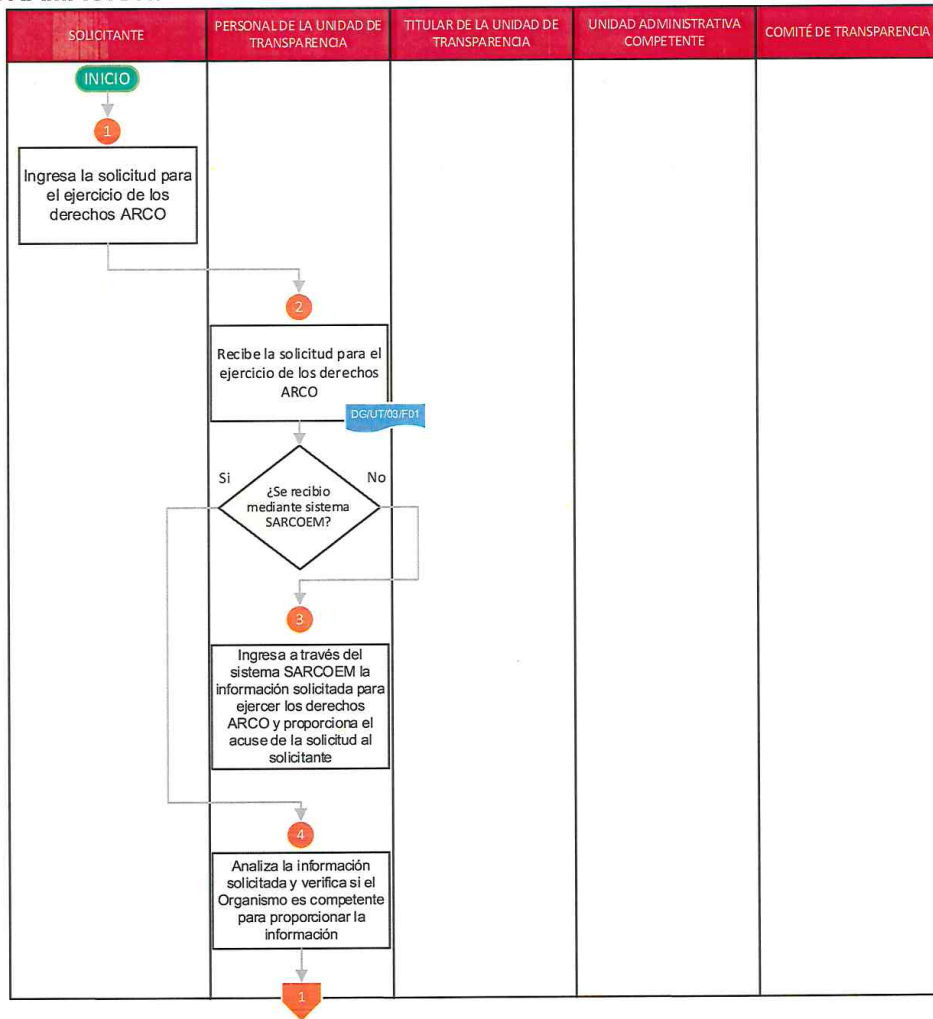 SOLICITANTE
PERSONAL DE LA UNIDAD DE
TRANSPARENCIA
TITULAR DE LA UNIDAD DE
TRANSPARENCIA
UNIDAD ADMINISTRATIVA
COMPETENTE
COMITÉ DE TRANSPARENCIA
INICIO
1
Ingresa la solicitud para
el ejercicio de los
derechos ARCO
2
Recibe la solicitud para el
ejercicio de los derechos
ARCO
DG/UT/03/F01
Si
No
¿Se recibio
mediante sistema
SARCOEM?
3
Ingresa a través del
sistema SARCOEM la
información solicitada para
ejercer los derechos
ARCO y proporciona el
acuse de la solicitud al
solicitante
4
Analiza la información
solicitada y verifica si el
Organismo es competente
para proporcionar la
información
1